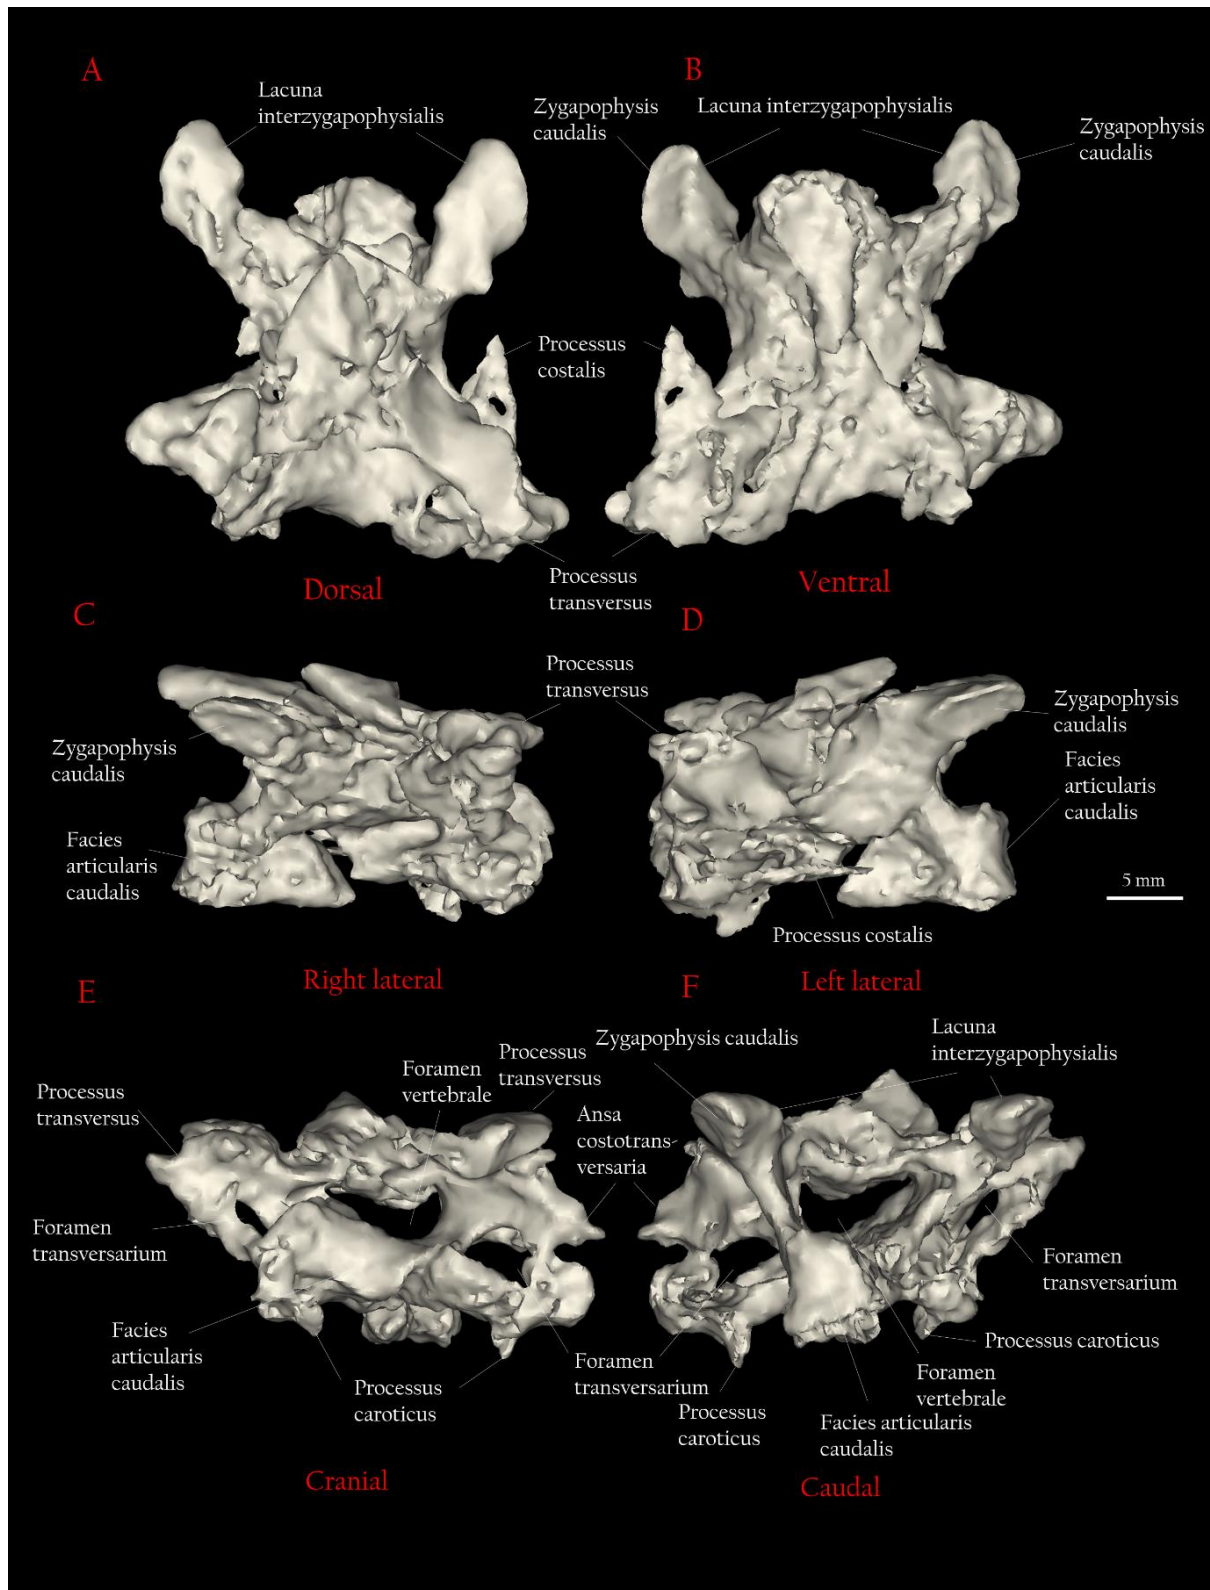 A
B
Lacuna
interzygapophysialis
Zygapophysis
caudalis
Lacuna interzygapophysialis
Zygapophysis
caudalis
Processus
costalis
Dorsal
Processus
transversus
Ventral
C
D
Processus
transversus
Zygapophysis
caudalis
Zygapophysis
caudalis
Facies
articularis
caudalis
Facies
articularis
caudalis
5 mm
Processus costalis
Right lateral
Left lateral
E
F
Processus
transversus
Foramen
vertebrale
Processus
transversus
Zygapophysis caudalis
Lacuna
interzygapophysialis
Ansa
costotrans-
versaria
Foramen
transversarium
Foramen
transversarium
Facies
articularis
caudalis
Processus
caroticus
Foramen
transversarium
Processus
caroticus
Facies articularis
caudalis
Foramen
vertebrale
Processus caroticus
Cranial
Caudal